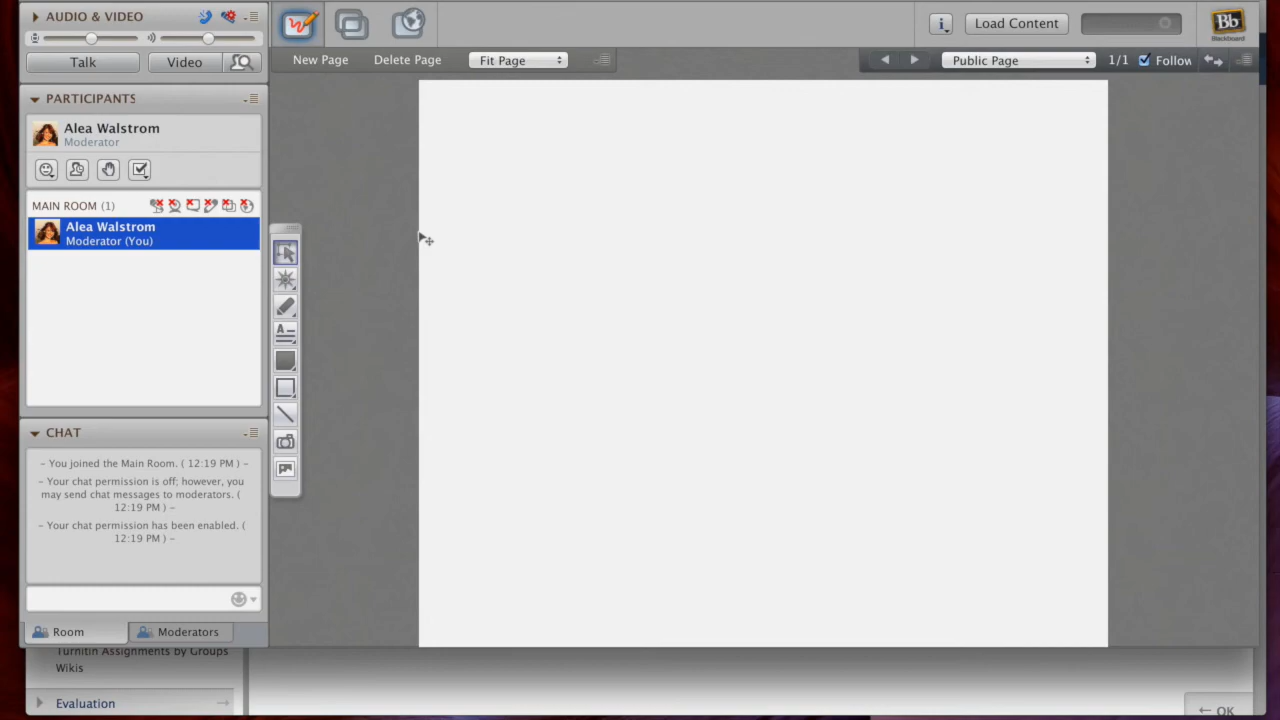 AUDIO & VIDEO
Talk
Video
PARTICIPANTS
Alea Walstrom
Moderator
MAIN ROOM (1)
Alea Walstrom
Moderator (You)
CHAT
– You joined the Main Room. ( 12:19 PM ) –
– Your chat permission is off; however, you
may send chat messages to moderators. (
12:19 PM ) –
– Your chat permission has been enabled. (
12:19 PM ) –
Room
Moderators
New Page
Delete Page
Fit Page
Load Content
Bb
Blackboard
Public Page
1/1
Follow
Turnitin Assignments by Groups
Wikis
Evaluation
← OK